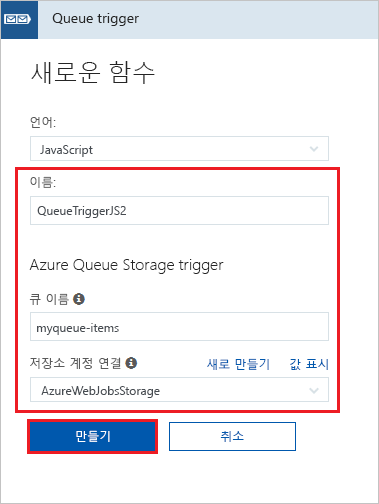 Queue trigger
새로운 함수
언어:
JavaScript
이름:
QueueTriggerJS2
Azure Queue Storage trigger
큐 이름
myqueue-items
저장소 계정 연결 새로 만들기 값 표시
AzureWebJobsStorage
만들기 취소